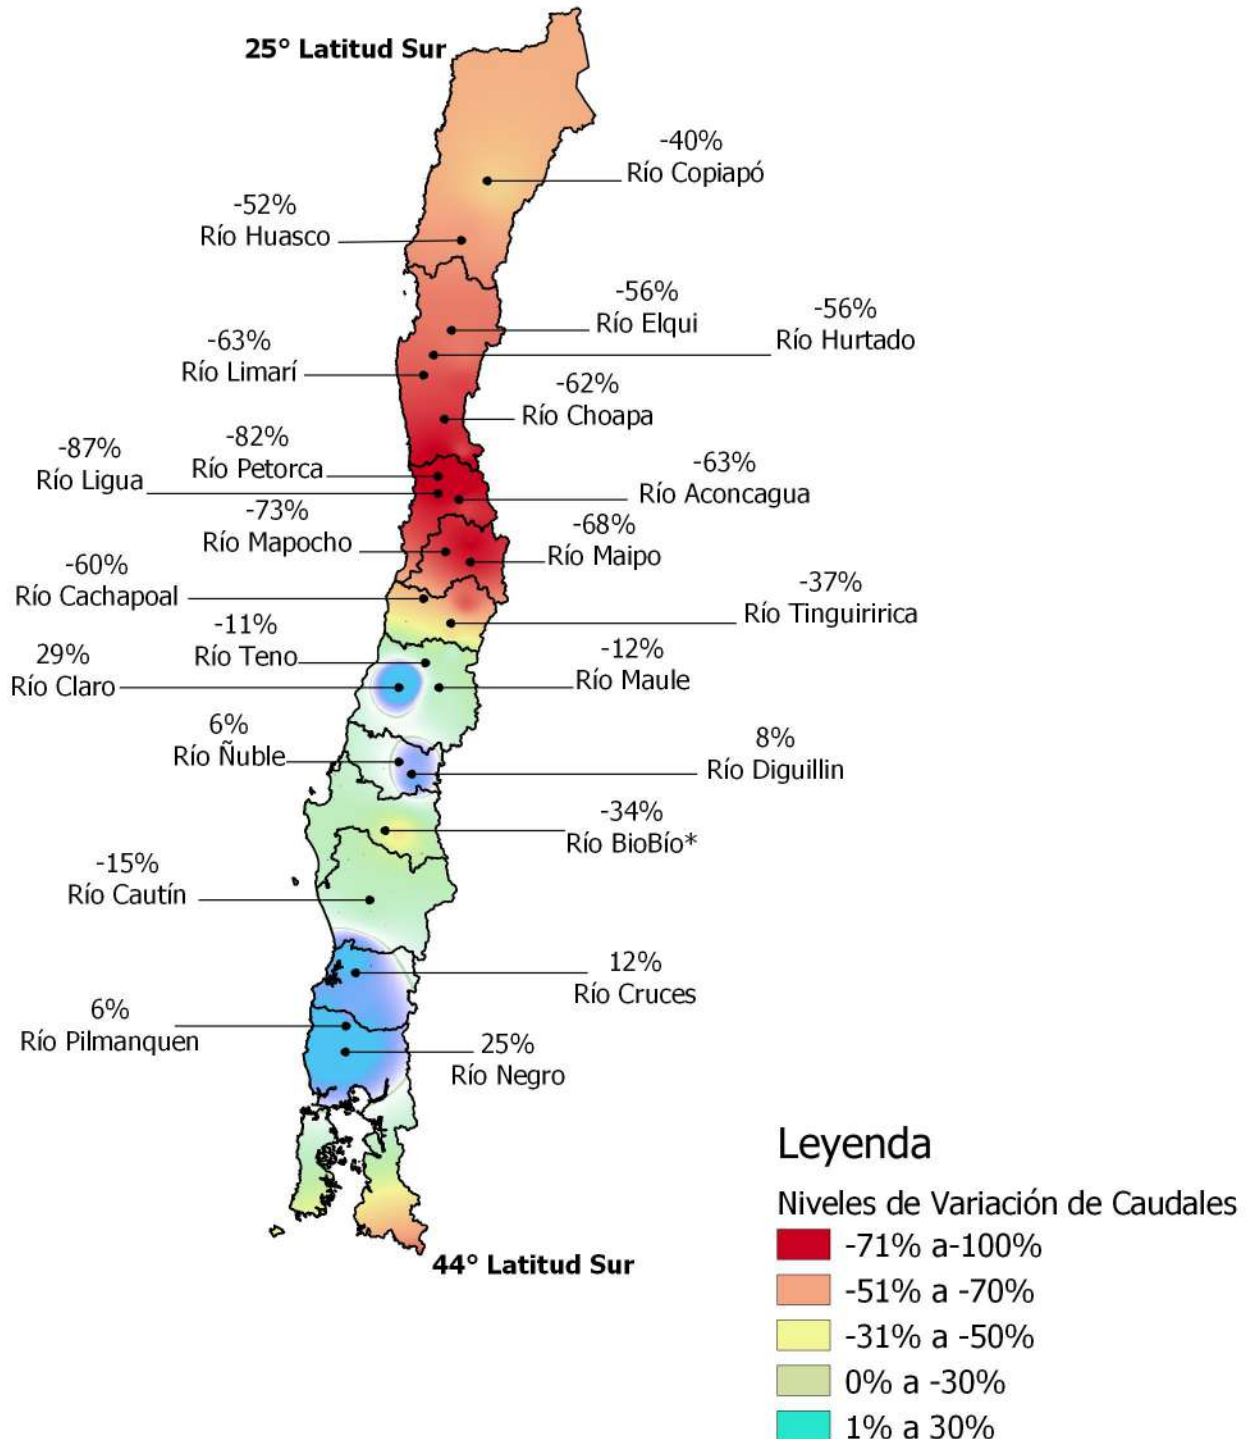 25° Latitud Sur
-40%
Río Copiapó
-52%
Río Huasco
-56%
Río Elqui
-56%
Río Hurtado
-63%
Río Limarí
-62%
Río Choapa
-82%
Río Petorca
-87%
Río Ligua
-63%
Río Aconcagua
-73%
Río Mapocho
-68%
Río Maipo
-60%
Río Cachapoal
-37%
Río Tinguiririca
-11%
Río Teno
29%
Río Claro
-12%
Río Maule
6%
Río Ñuble
8%
Río Diguillin
-34%
Río BioBío*
-15%
Río Cautín
12%
Río Cruces
6%
Río Pilmanquen
25%
Río Negro
44° Latitud Sur
Leyenda
Niveles de Variación de Caudales
-71% a-100%
-51% a -70%
-31% a -50%
0% a -30%
1% a 30%